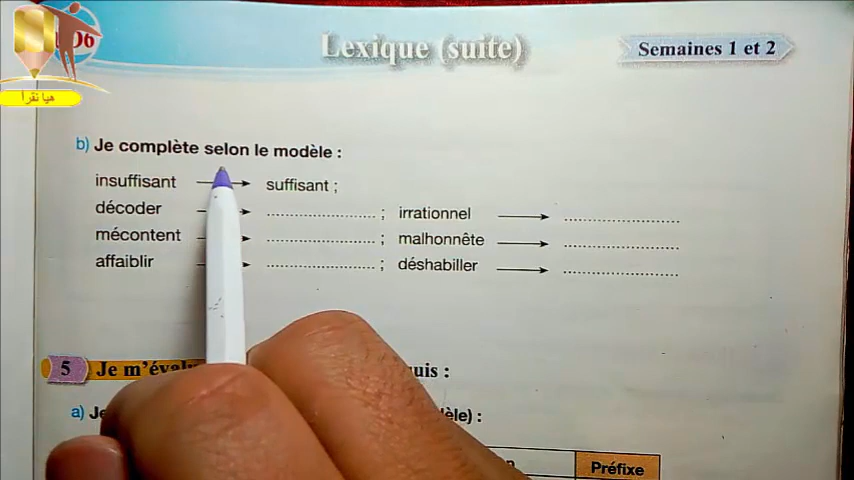 06
Lexique (suite)
Semaines 1 et 2
هيا نقرأ
b) Je complète selon le modèle :
insuffisant → suffisant ;
décoder → .................... ; irrationnel → ....................
mécontent → .................... ; malhonnête → ....................
affaiblir → .................... ; déshabiller → ....................
5 Je m'éval uis :
a) Je èle) :
Préfixe